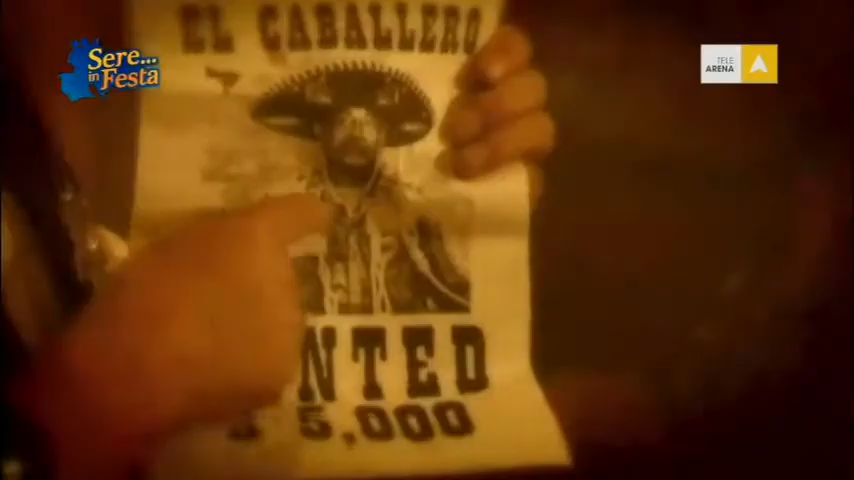 EL CABALLERO
Sere...
in
Festa
TELE
ARENA
NTED
5,000